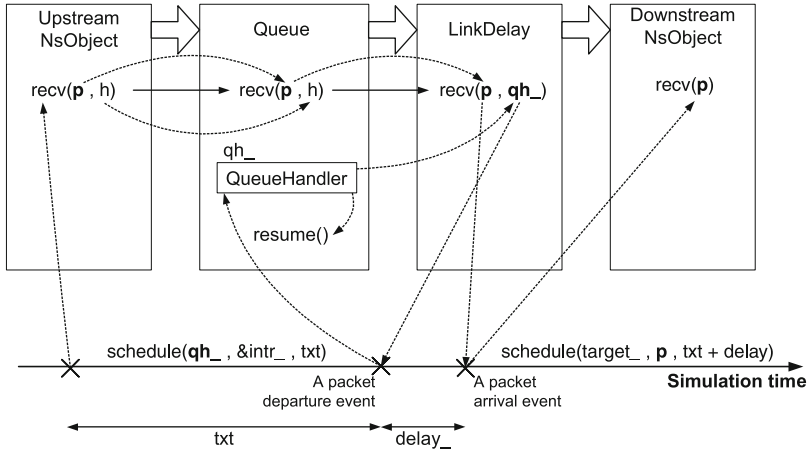 Upstream
NsObject
Queue
LinkDelay
Downstream
NsObject
recv(p , h)
recv(p , h)
recv(p , qh_)
recv(p)
qh_
QueueHandler
resume()
schedule(qh_ , &intr_ , txt)
schedule(target_ , p , txt + delay)
A packet
departure event
A packet
arrival event
Simulation time
txt
delay_